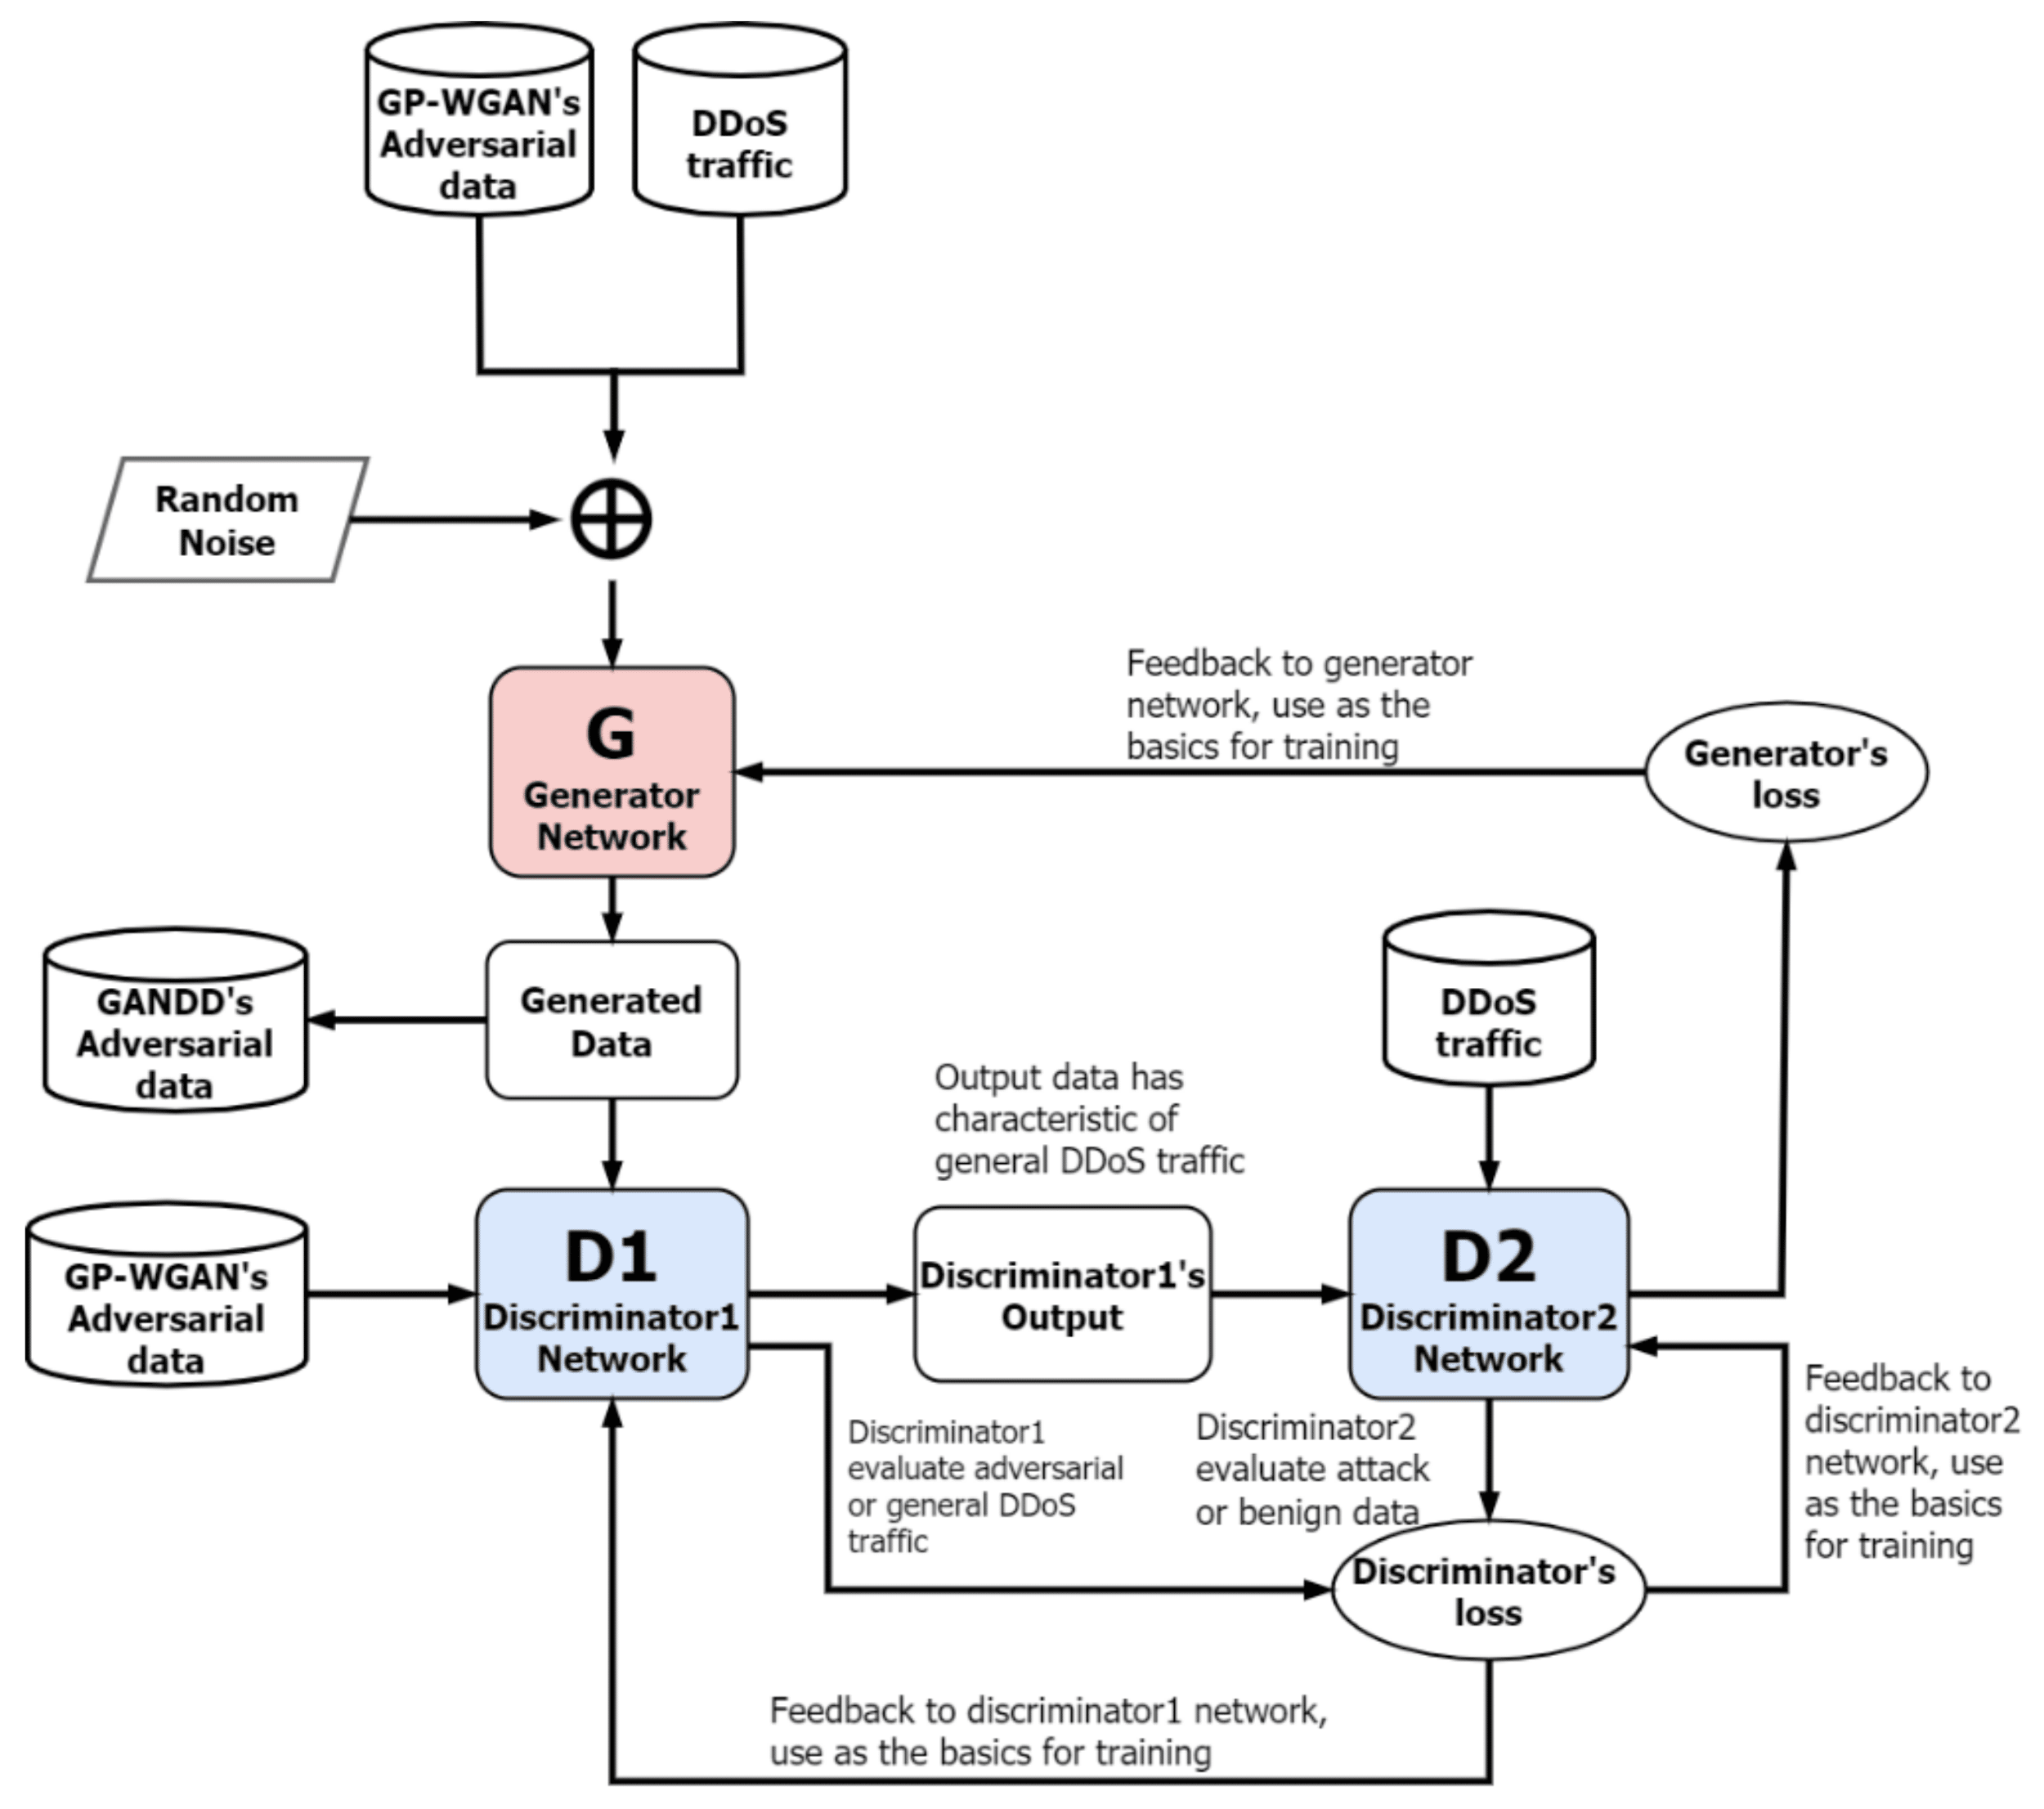 GP-WGAN's
Adversarial
data
DDoS
traffic
Random
Noise
G
Generator
Network
Feedback to generator
network, use as the
basics for training
Generator's
loss
GANDD's
Adversarial
data
Generated
Data
DDoS
traffic
Output data has
characteristic of
general DDoS traffic
GP-WGAN's
Adversarial
data
D1
Discriminator1
Network
Discriminator1's
Output
D2
Discriminator2
Network
Discriminator1
evaluate adversarial
or general DDoS
traffic
Discriminator2
evaluate attack
or benign data
Feedback to
discriminator2
network, use
as the basics
for training
Discriminator's
loss
Feedback to discriminator1 network,
use as the basics for training